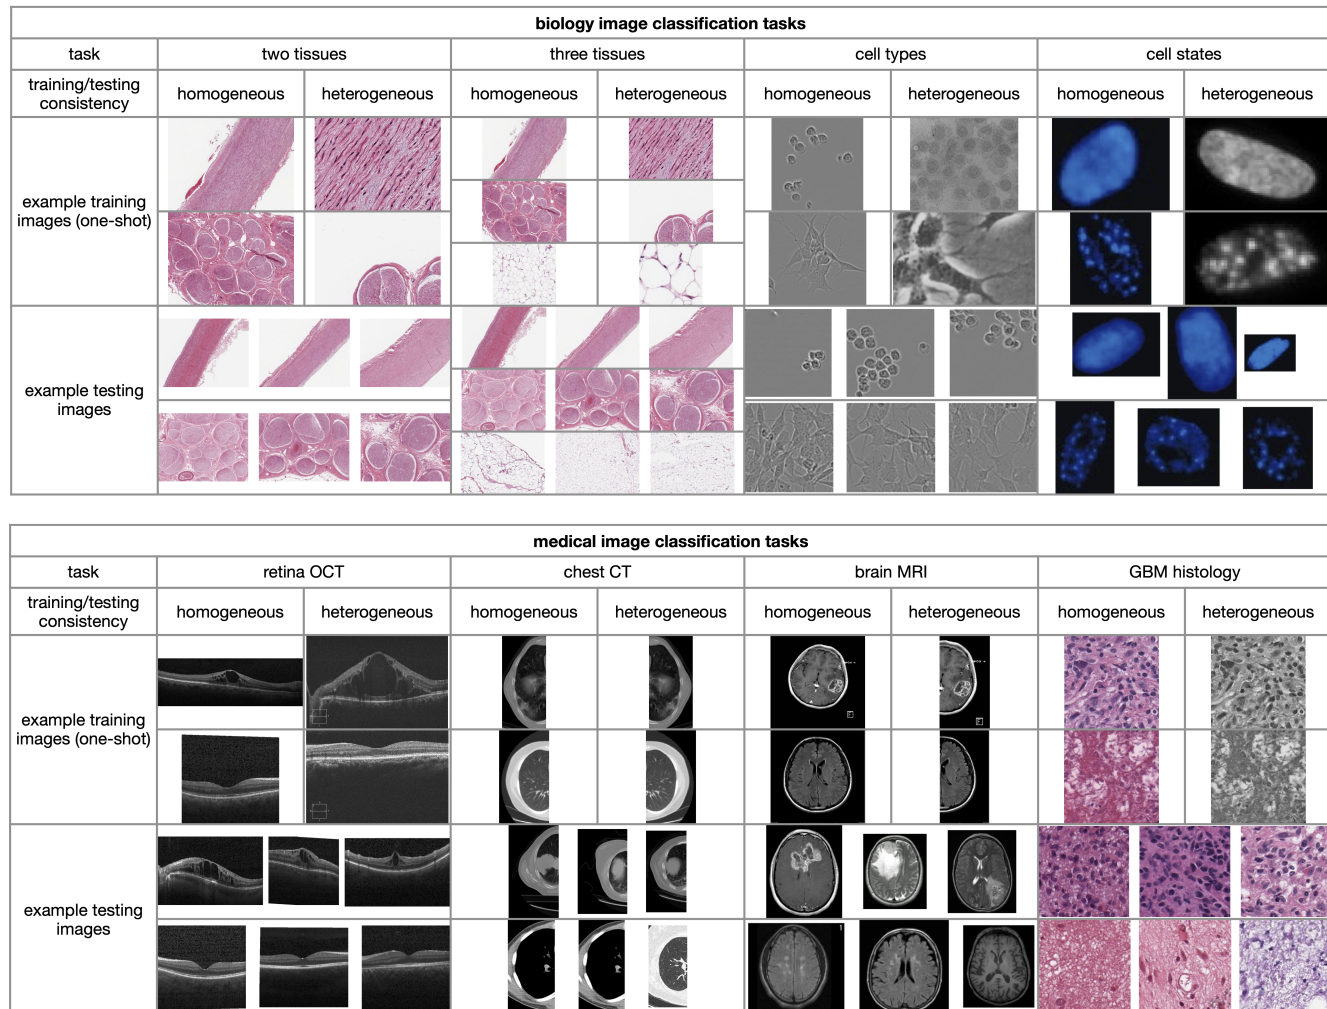 biology image classification tasks
task
two tissues
three tissues
cell types
cell states
training/testing
consistency
homogeneous
heterogeneous
homogeneous
heterogeneous
homogeneous
heterogeneous
homogeneous
heterogeneous
example training
images (one-shot)
example testing
images
medical image classification tasks
task
retina OCT
chest CT
brain MRI
GBM histology
training/testing
consistency
homogeneous
heterogeneous
homogeneous
heterogeneous
homogeneous
heterogeneous
homogeneous
heterogeneous
example training
images (one-shot)
example testing
images